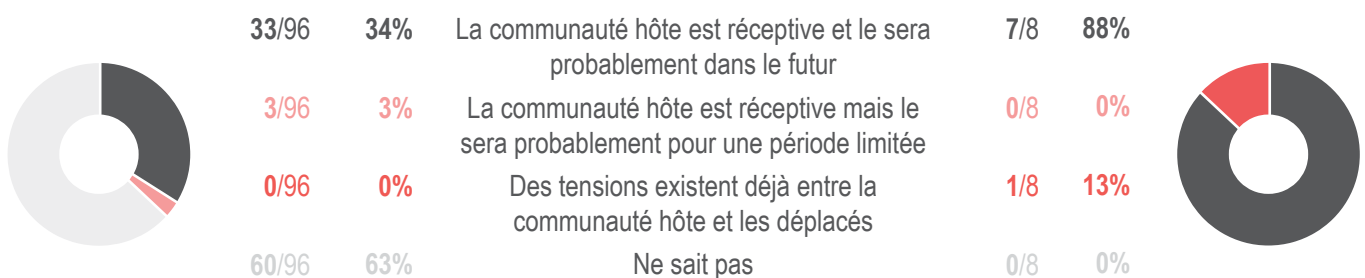 33/96 34% La communauté hôte est réceptive et le sera 7/8 88%
probablement dans le futur
3/96 3% La communauté hôte est réceptive mais le 0/8 0%
sera probablement pour une période limitée
0/96 0% Des tensions existent déjà entre la 1/8 13%
communauté hôte et les déplacés
60/96 63% Ne sait pas 0/8 0%